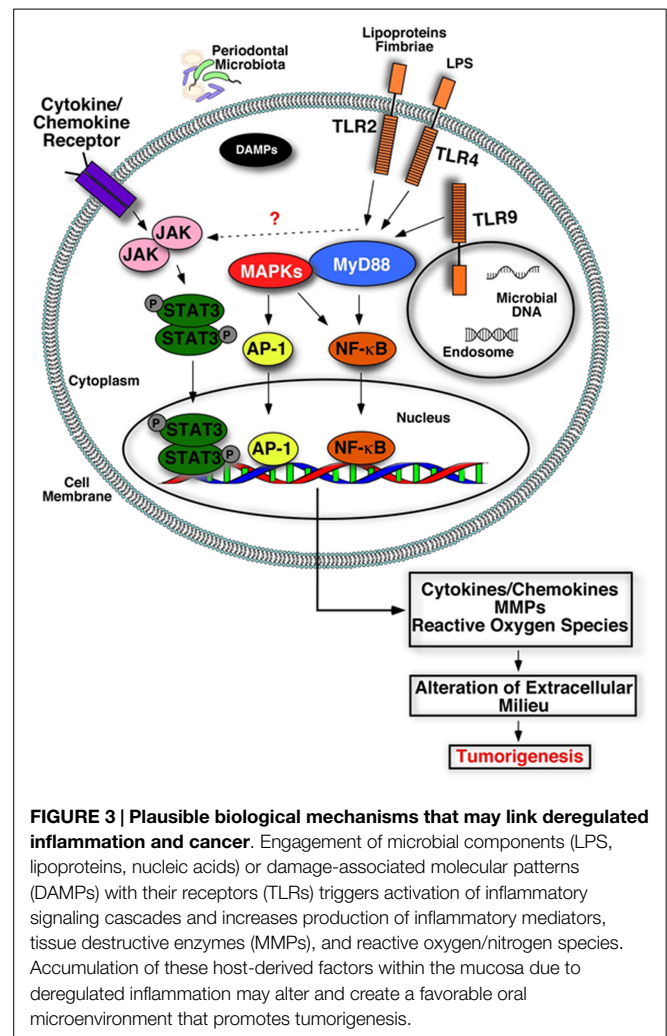 Periodontal
Microbiota
Lipoproteins
Fimbriae
LPS
Cytokine/
Chemokine
Receptor
TLR2
TLR4
DAMPs
TLR9
?
JAK
JAK
MAPKs
MyD88
Microbial
DNA
P
STAT3
STAT3
P
AP-1
NF-κB
Endosome
Cytoplasm
Nucleus
P
STAT3
STAT3
P
AP-1
NF-κB
Cell
Membrane
Cytokines/Chemokines
MMPs
Reactive Oxygen Species
Alteration of Extracellular
Milieu
Tumorigenesis
FIGURE 3 | Plausible biological mechanisms that may link deregulated
inflammation and cancer. Engagement of microbial components (LPS,
lipoproteins, nucleic acids) or damage-associated molecular patterns
(DAMPs) with their receptors (TLRs) triggers activation of inflammatory
signaling cascades and increases production of inflammatory mediators,
tissue destructive enzymes (MMPs), and reactive oxygen/nitrogen species.
Accumulation of these host-derived factors within the mucosa due to
deregulated inflammation may alter and create a favorable oral
microenvironment that promotes tumorigenesis.